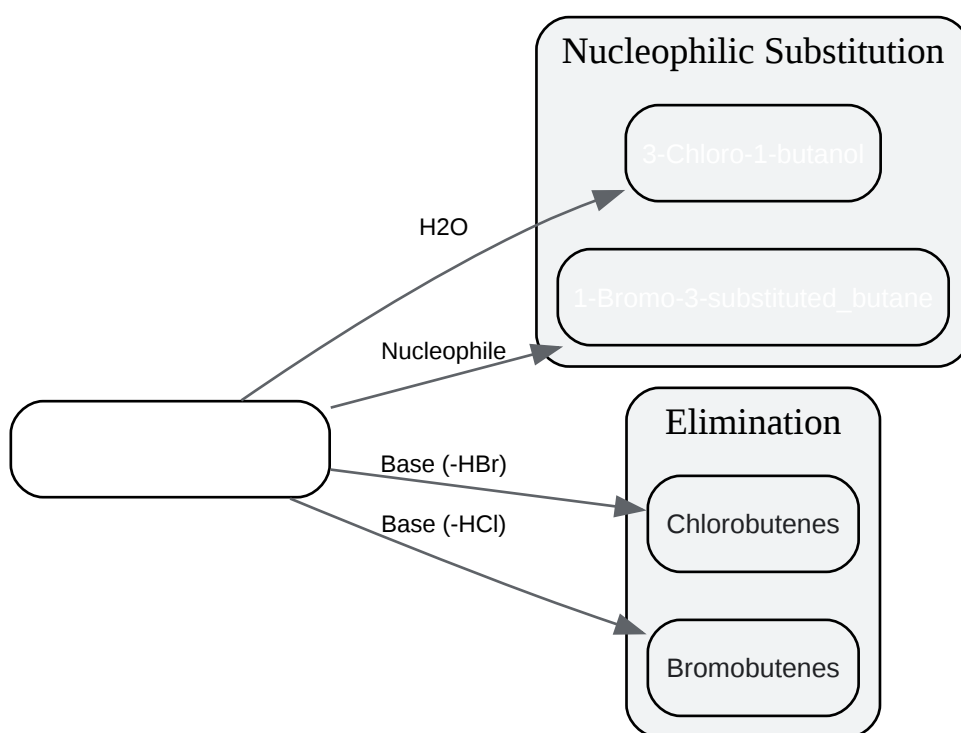 Nucleophilic Substitution
3-Chloro-1-butanol
H2O
1-Bromo-3-substituted_butane
Nucleophile
Elimination
Base (-HBr)
Chlorobutenes
Base (-HCl)
Bromobutenes